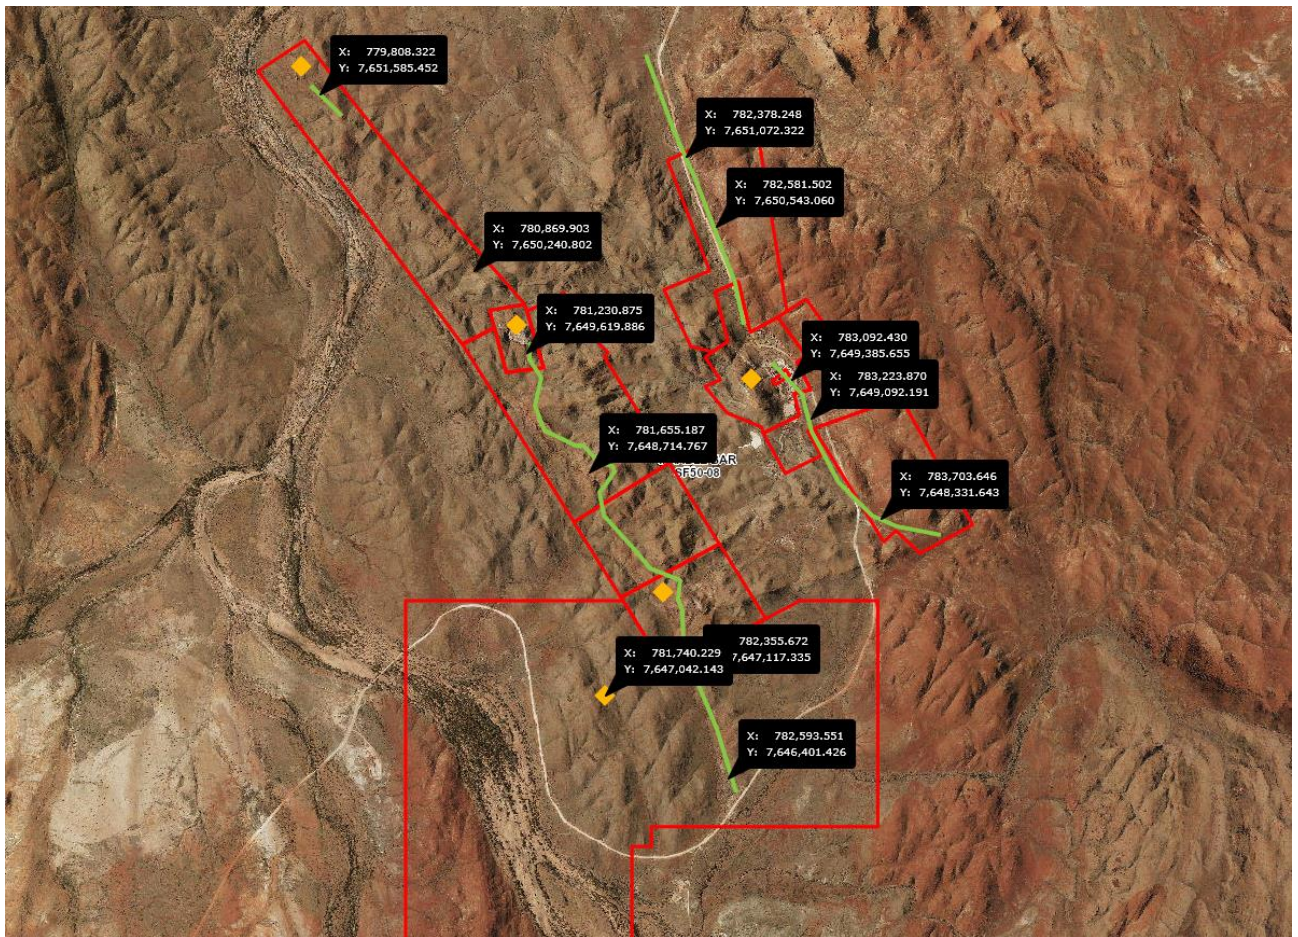 X: 779,808.322
Y: 7,651,585.452
X: 782,378.248
Y: 7,651,072.322
X: 782,581.502
Y: 7,650,543.060
X: 780,869.903
Y: 7,650,240.802
X: 781,230.875
Y: 7,649,619.886
X: 783,092.430
Y: 7,649,385.655
X: 783,223.870
Y: 7,649,092.191
X: 781,655.187
Y: 7,648,714.767
SF50-08
X: 783,703.646
Y: 7,648,331.643
782,355.672
7,647,117.335
X: 781,740.229
Y: 7,647,042.143
X: 782,593.551
Y: 7,646,401.426